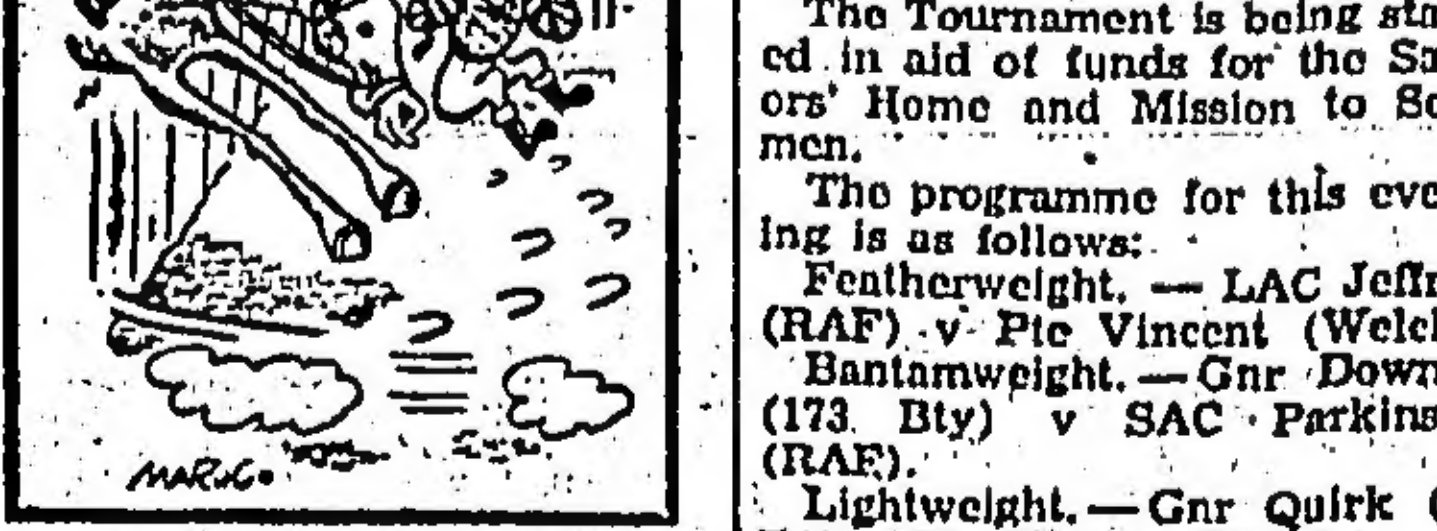 MARIG.
The Tournament is being sta
ed in aid of funds for the Sa
ors' Home and Mission to Se
men.
The programme for this eve
ing is as follows:
Featherweight. — LAC Jeffr
(RAF) v Pte Vincent (Welch
Bantamweight. — Gnr Down
(173 Bty) v SAC Parkins
(RAF).
Lightweight. — Gnr Quirk (